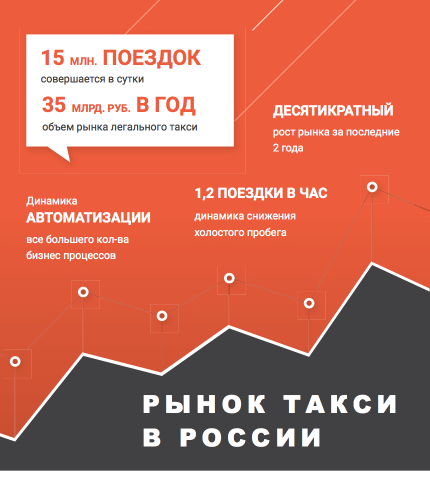 15 млн. ПОЕЗДОК
совершается в сутки
35 МЛРД. РУБ. В ГОД
объем рынка легального такси
ДЕСЯТИКРАТНЫЙ
рост рынка за последние
2 года
1,2 ПОЕЗДКИ В ЧАС
динамика снижения
холостого пробега
Динамика
АВТОМАТИЗАЦИИ
все большего кол-ва
бизнес процессов
РЫНОК ТАКСИ
В РОССИИ